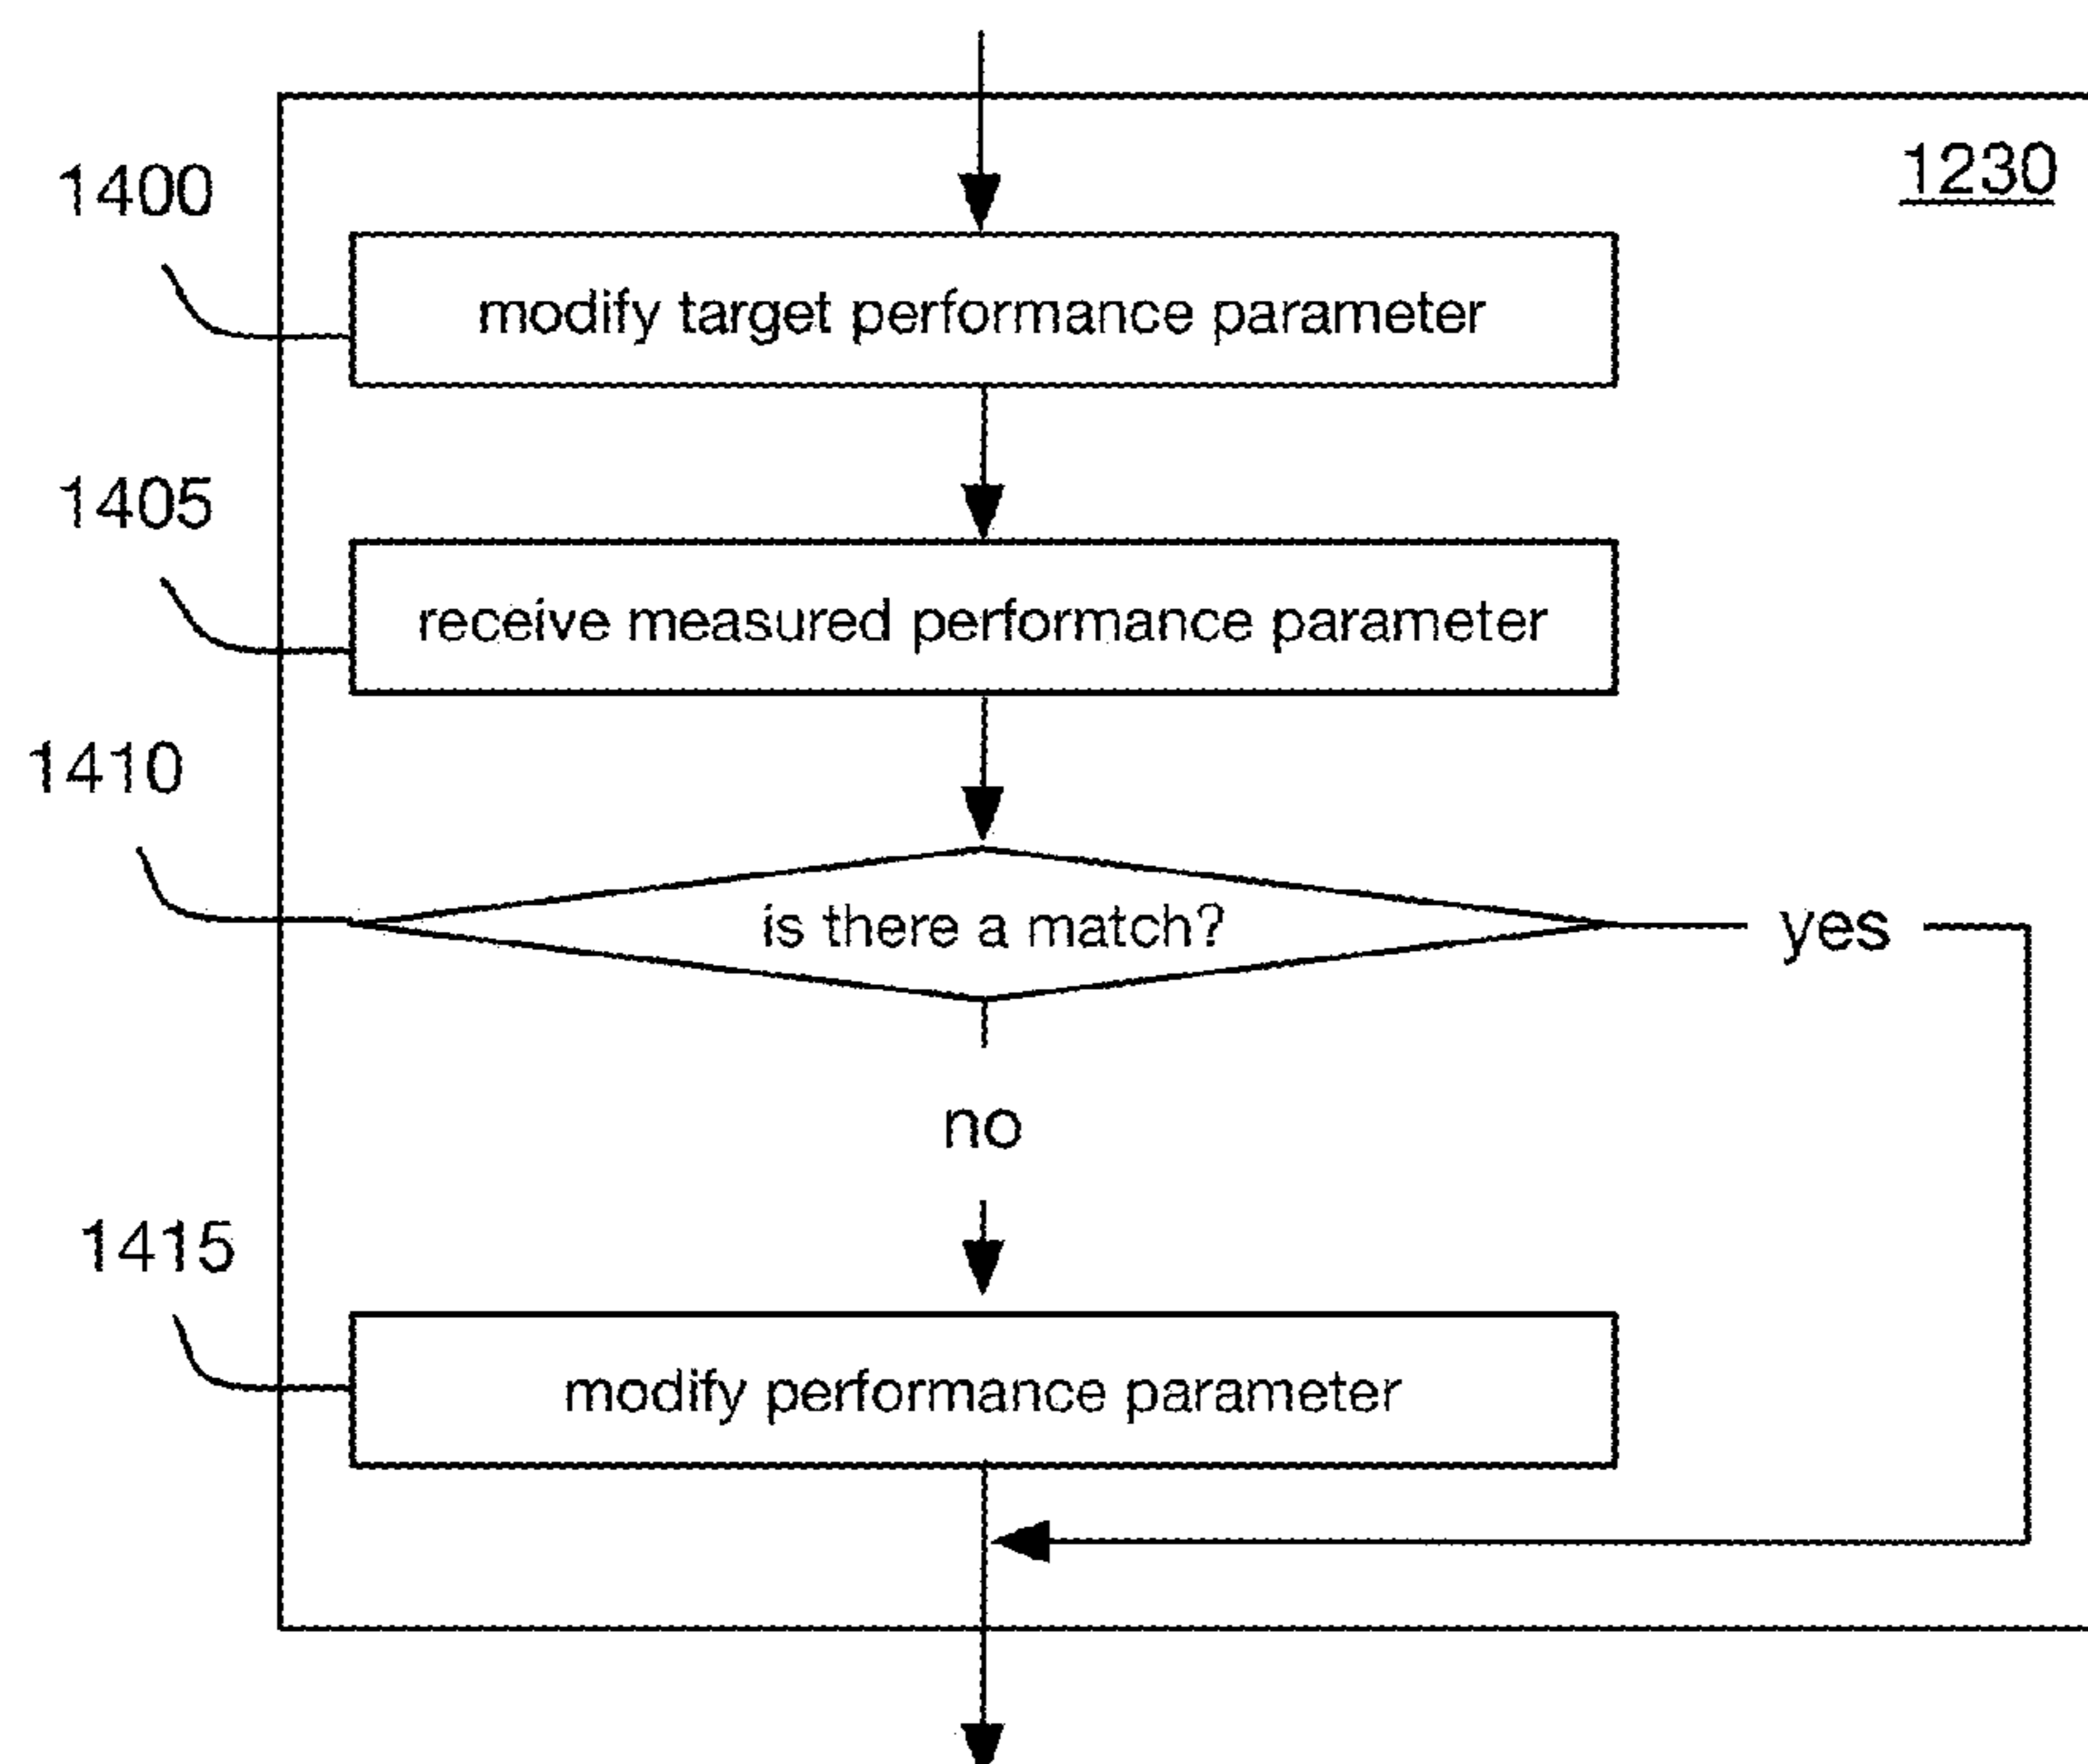 1230
1400
modify target performance parameter
1405
receive measured performance parameter
1410
is there a match?
yes
no
1415
modify performance parameter